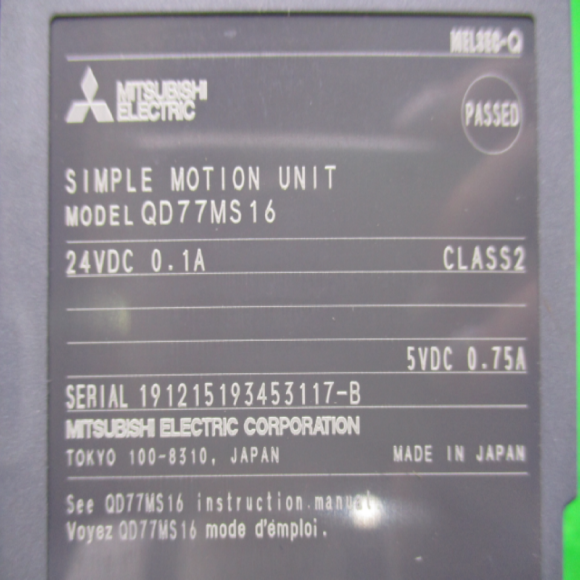 MELSEC-Q
MITSUBISHI
ELECTRIC
PASSED
SIMPLE MOTION UNIT
MODEL QD77MS16
24VDC 0.1A CLASS2
5VDC 0.75A
SERIAL 191215193453117-B
MITSUBISHI ELECTRIC CORPORATION
TOKYO 100-8310, JAPAN MADE IN JAPAN
See QD77MS16 instruction manual
Voyez QD77MS16 mode d'émploi.